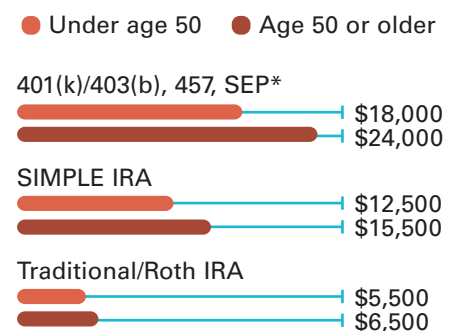 Under age 50 Age 50 or older
401(k)/403(b), 457, SEP*
$18,000
$24,000
SIMPLE IRA
$12,500
$15,500
Traditional/Roth IRA
$5,500
$6,500